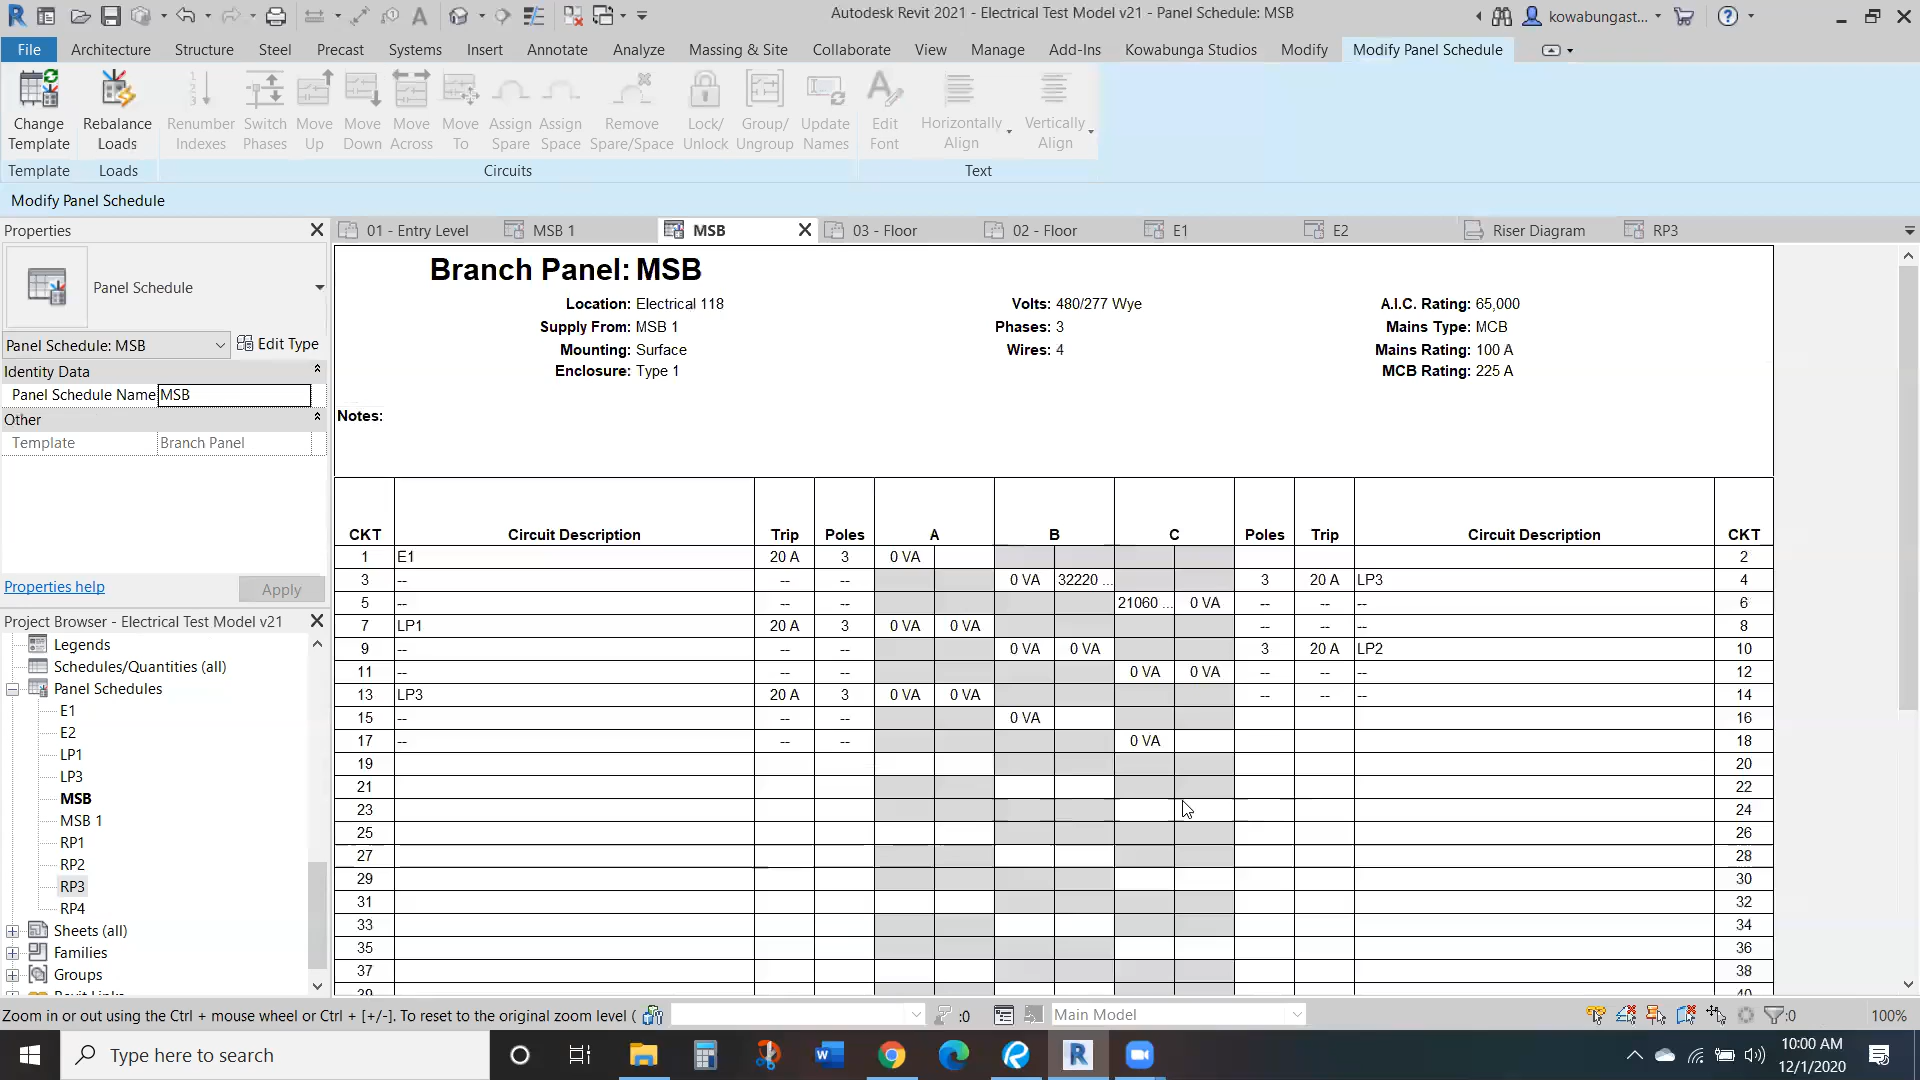 Autodesk Revit 2021 - Electrical Test Model v21 - Panel Schedule: MSB
kowabungast...
File Architecture Structure Steel Precast Systems Insert Annotate Analyze Massing & Site Collaborate View Manage Add-Ins Kowabunga Studios Modify Modify Panel Schedule
Change Template
Rebalance Loads
Renumber Indexes
Switch Phases
Move Up
Move Down
Move Across
Move To
Assign Spare
Assign Space
Remove Spare/Space
Lock/ Unlock
Group/ Ungroup
Update Names
Edit Font
Horizontally Align
Vertically Align
Template Loads Circuits Text
Modify Panel Schedule
Properties
01 - Entry Level MSB 1 MSB 03 - Floor 02 - Floor E1 E2 Riser Diagram RP3
Panel Schedule
Panel Schedule: MSB Edit Type
Identity Data
Panel Schedule Name MSB
Other
Template Branch Panel
Properties help Apply
Project Browser - Electrical Test Model v21
Legends
Schedules/Quantities (all)
Panel Schedules
E1
E2
LP1
LP3
MSB
MSB 1
RP1
RP2
RP3
RP4
Sheets (all)
Families
Groups
Revit Links
Branch Panel: MSB
Location: Electrical 118 Volts: 480/277 Wye A.I.C. Rating: 65,000
Supply From: MSB 1 Phases: 3 Mains Type: MCB
Mounting: Surface Wires: 4 Mains Rating: 100 A
Enclosure: Type 1 MCB Rating: 225 A
Notes:
CKT Circuit Description Trip Poles A B C Poles Trip Circuit Description CKT
1 E1 20 A 3 0 VA 2
3 -- -- -- 0 VA 32220 ... 3 20 A LP3 4
5 -- -- -- 21060 ... 0 VA -- -- -- 6
7 LP1 20 A 3 0 VA 0 VA -- -- -- 8
9 -- -- -- 0 VA 0 VA 3 20 A LP2 10
11 -- -- -- 0 VA 0 VA -- -- -- 12
13 LP3 20 A 3 0 VA 0 VA -- -- -- 14
15 -- -- -- 0 VA 16
17 -- -- -- 0 VA 18
19 20
21 22
23 24
25 26
27 28
29 30
31 32
33 34
35 36
37 38
39 40
Zoom in or out using the Ctrl + mouse wheel or Ctrl + [+/-]. To reset to the original zoom level ( :0 Main Model :0 100%
Type here to search
10:00 AM
12/1/2020